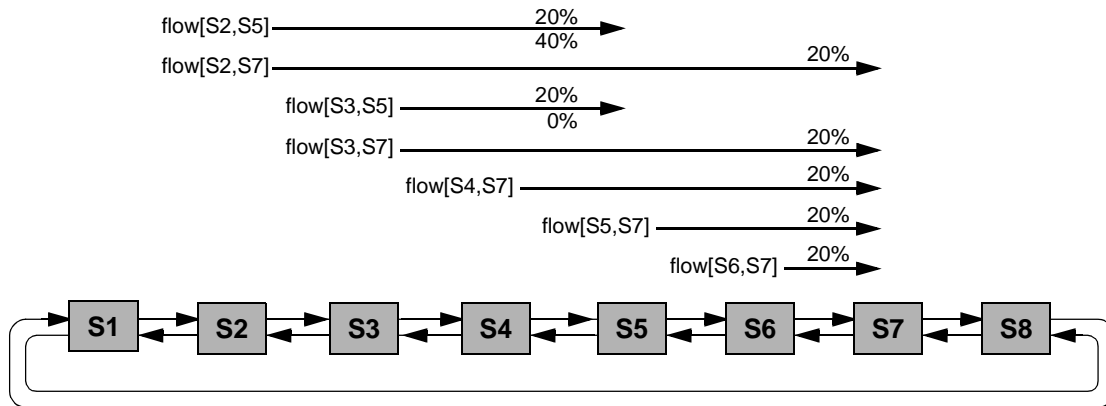 flow[S2,S5] 20%
40%
flow[S2,S7] 20%
flow[S3,S5] 20%
0%
flow[S3,S7] 20%
flow[S4,S7] 20%
flow[S5,S7] 20%
flow[S6,S7] 20%
S1 S2 S3 S4 S5 S6 S7 S8